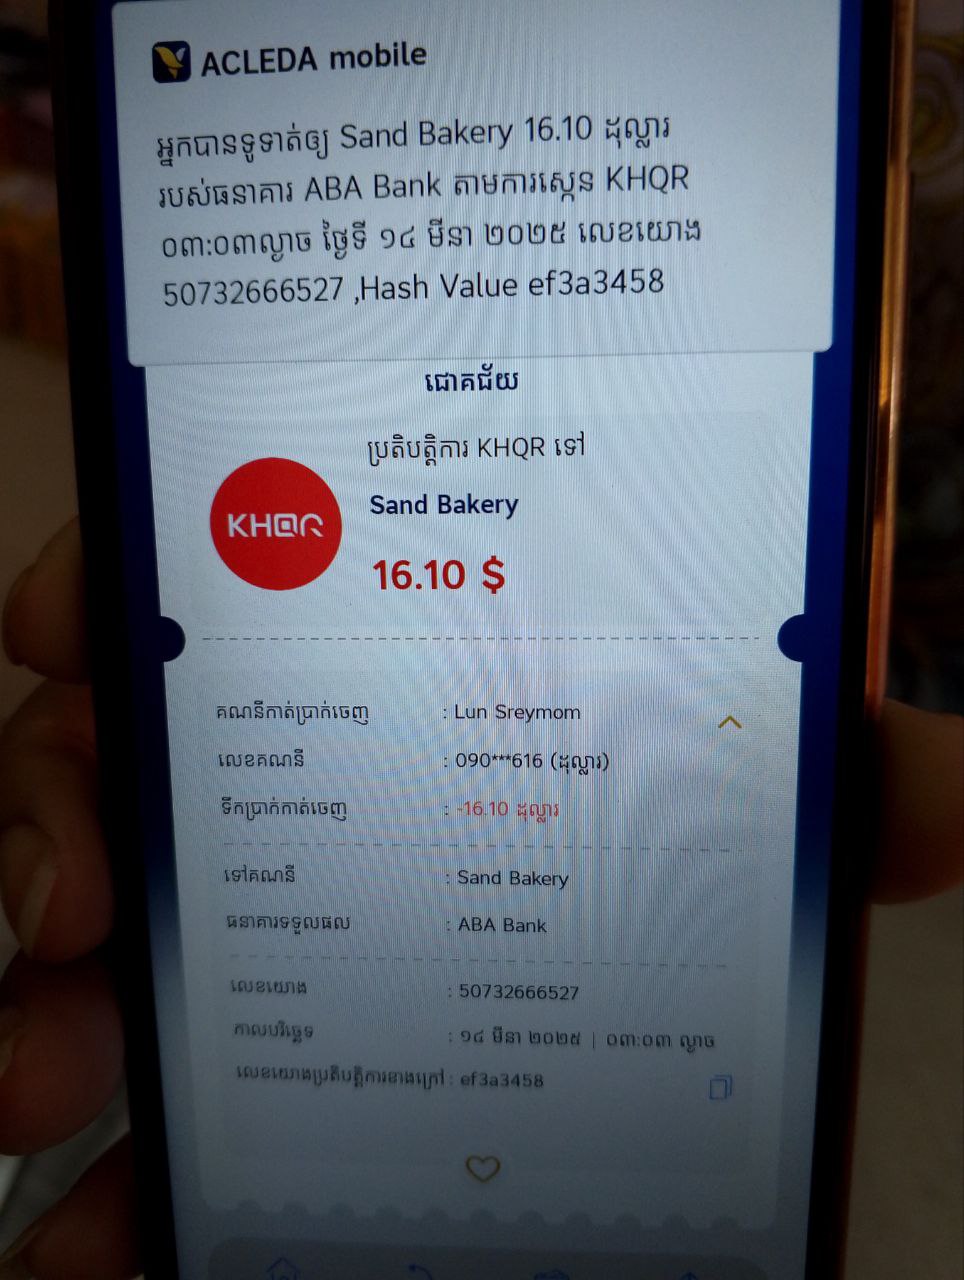 ACLEDA mobile
អ្នកបានទូទាត់ឲ្យ Sand Bakery 16.10 ដុល្លារ
របស់ធនាគារ ABA Bank តាមការស្កេន KHQR
០៣:០៣ល្ងាច ថ្ងៃទី ១៤ មីនា ២០២៥ លេខយោង
50732666527 ,Hash Value ef3a3458
ជោគជ័យ
ប្រតិបត្តិការ KHQR ទៅ
KHQR
Sand Bakery
16.10 $
គណនីកាត់ប្រាក់ចេញ : Lun Sreymom
លេខគណនី : 090***616 (ដុល្លារ)
ទឹកប្រាក់កាត់ចេញ : -16.10 ដុល្លារ
ទៅគណនី : Sand Bakery
ធនាគារទទួលផល : ABA Bank
លេខយោង : 50732666527
កាលបរិច្ឆេទ : ១៤ មីនា ២០២៥ | ០៣:០៣ ល្ងាច
លេខយោងប្រតិបត្តិការខាងក្រៅ : ef3a3458